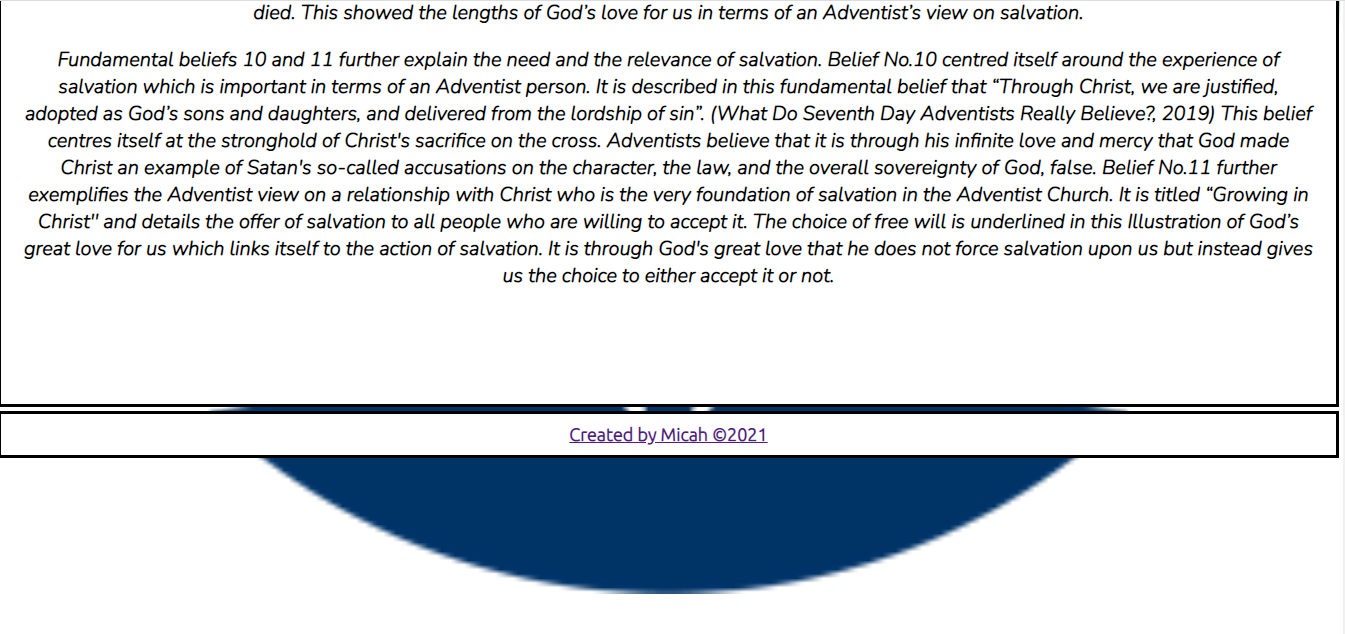 died. This showed the lengths of God’s love for us in terms of an Adventist’s view on salvation.
Fundamental beliefs 10 and 11 further explain the need and the relevance of salvation. Belief No.10 centred itself around the experience of
salvation which is important in terms of an Adventist person. It is described in this fundamental belief that “Through Christ, we are justified,
adopted as God’s sons and daughters, and delivered from the lordship of sin”. (What Do Seventh Day Adventists Really Believe?, 2019) This belief
centres itself at the stronghold of Christ's sacrifice on the cross. Adventists believe that it is through his infinite love and mercy that God made
Christ an example of Satan's so-called accusations on the character, the law, and the overall sovereignty of God, false. Belief No.11 further
exemplifies the Adventist view on a relationship with Christ who is the very foundation of salvation in the Adventist Church. It is titled “Growing in
Christ'' and details the offer of salvation to all people who are willing to accept it. The choice of free will is underlined in this Illustration of God’s
great love for us which links itself to the action of salvation. It is through God's great love that he does not force salvation upon us but instead gives
us the choice to either accept it or not.
Created by Micah ©2021